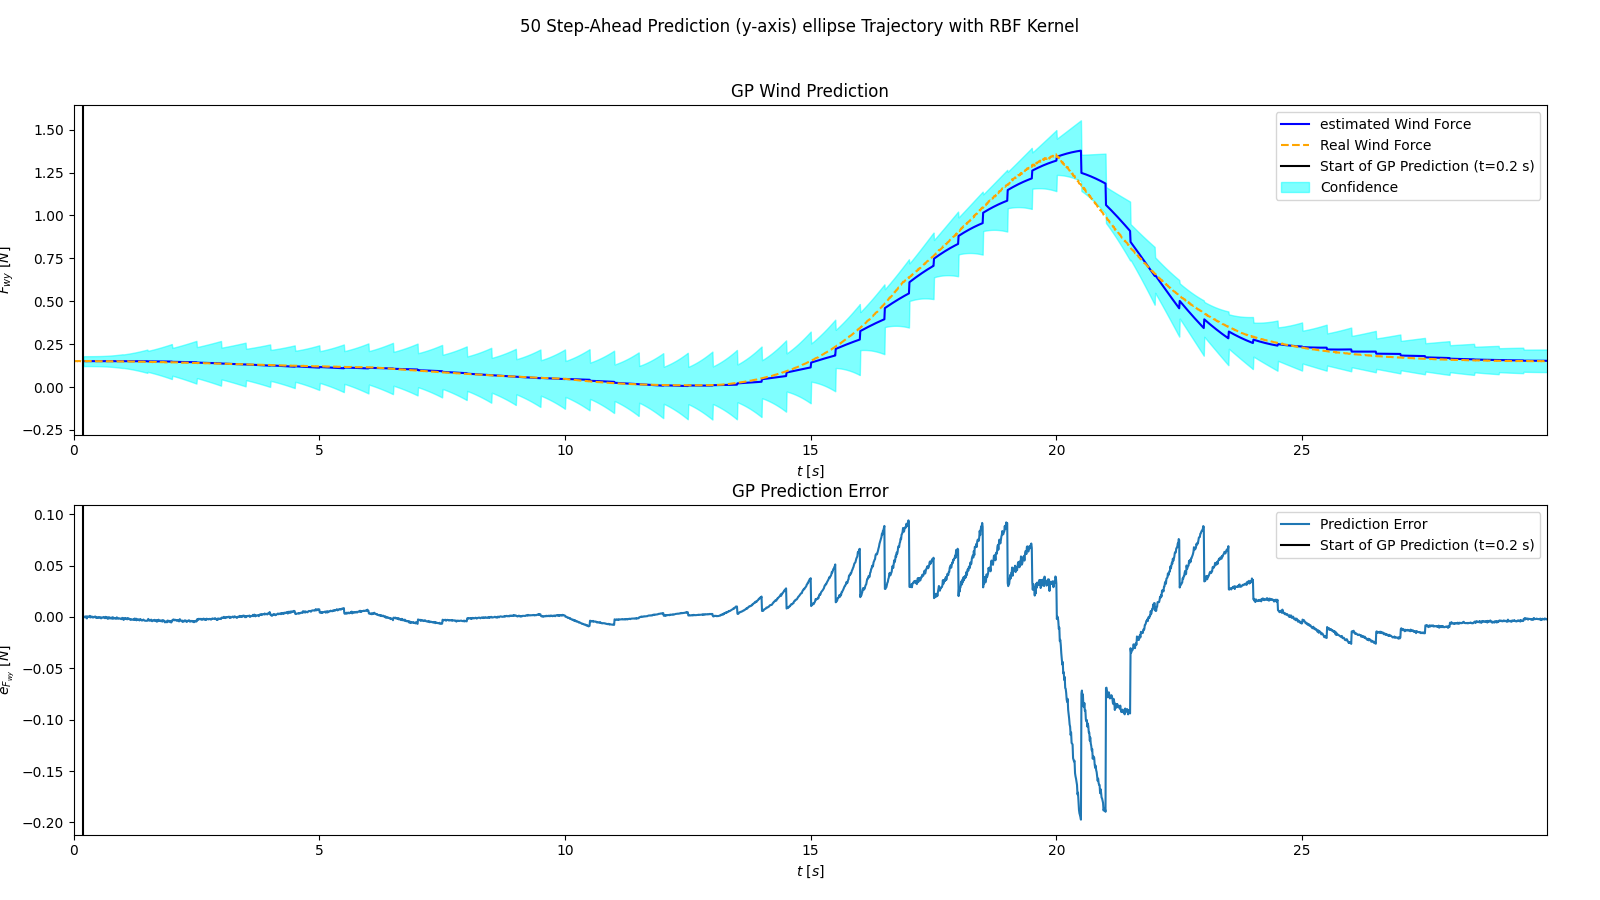 50 Step-Ahead Prediction (y-axis) ellipse Trajectory with RBF Kernel
GP Wind Prediction
1.50
1.25
1.00
0.75
0.50
0.25
0.00
−0.25
F_wy [N]
estimated Wind Force
Real Wind Force
Start of GP Prediction (t=0.2 s)
Confidence
0 5 10 15 20 25
t [s]
GP Prediction Error
0.10
0.05
0.00
−0.05
−0.10
−0.15
−0.20
e_F_wy [N]
Prediction Error
Start of GP Prediction (t=0.2 s)
0 5 10 15 20 25
t [s]